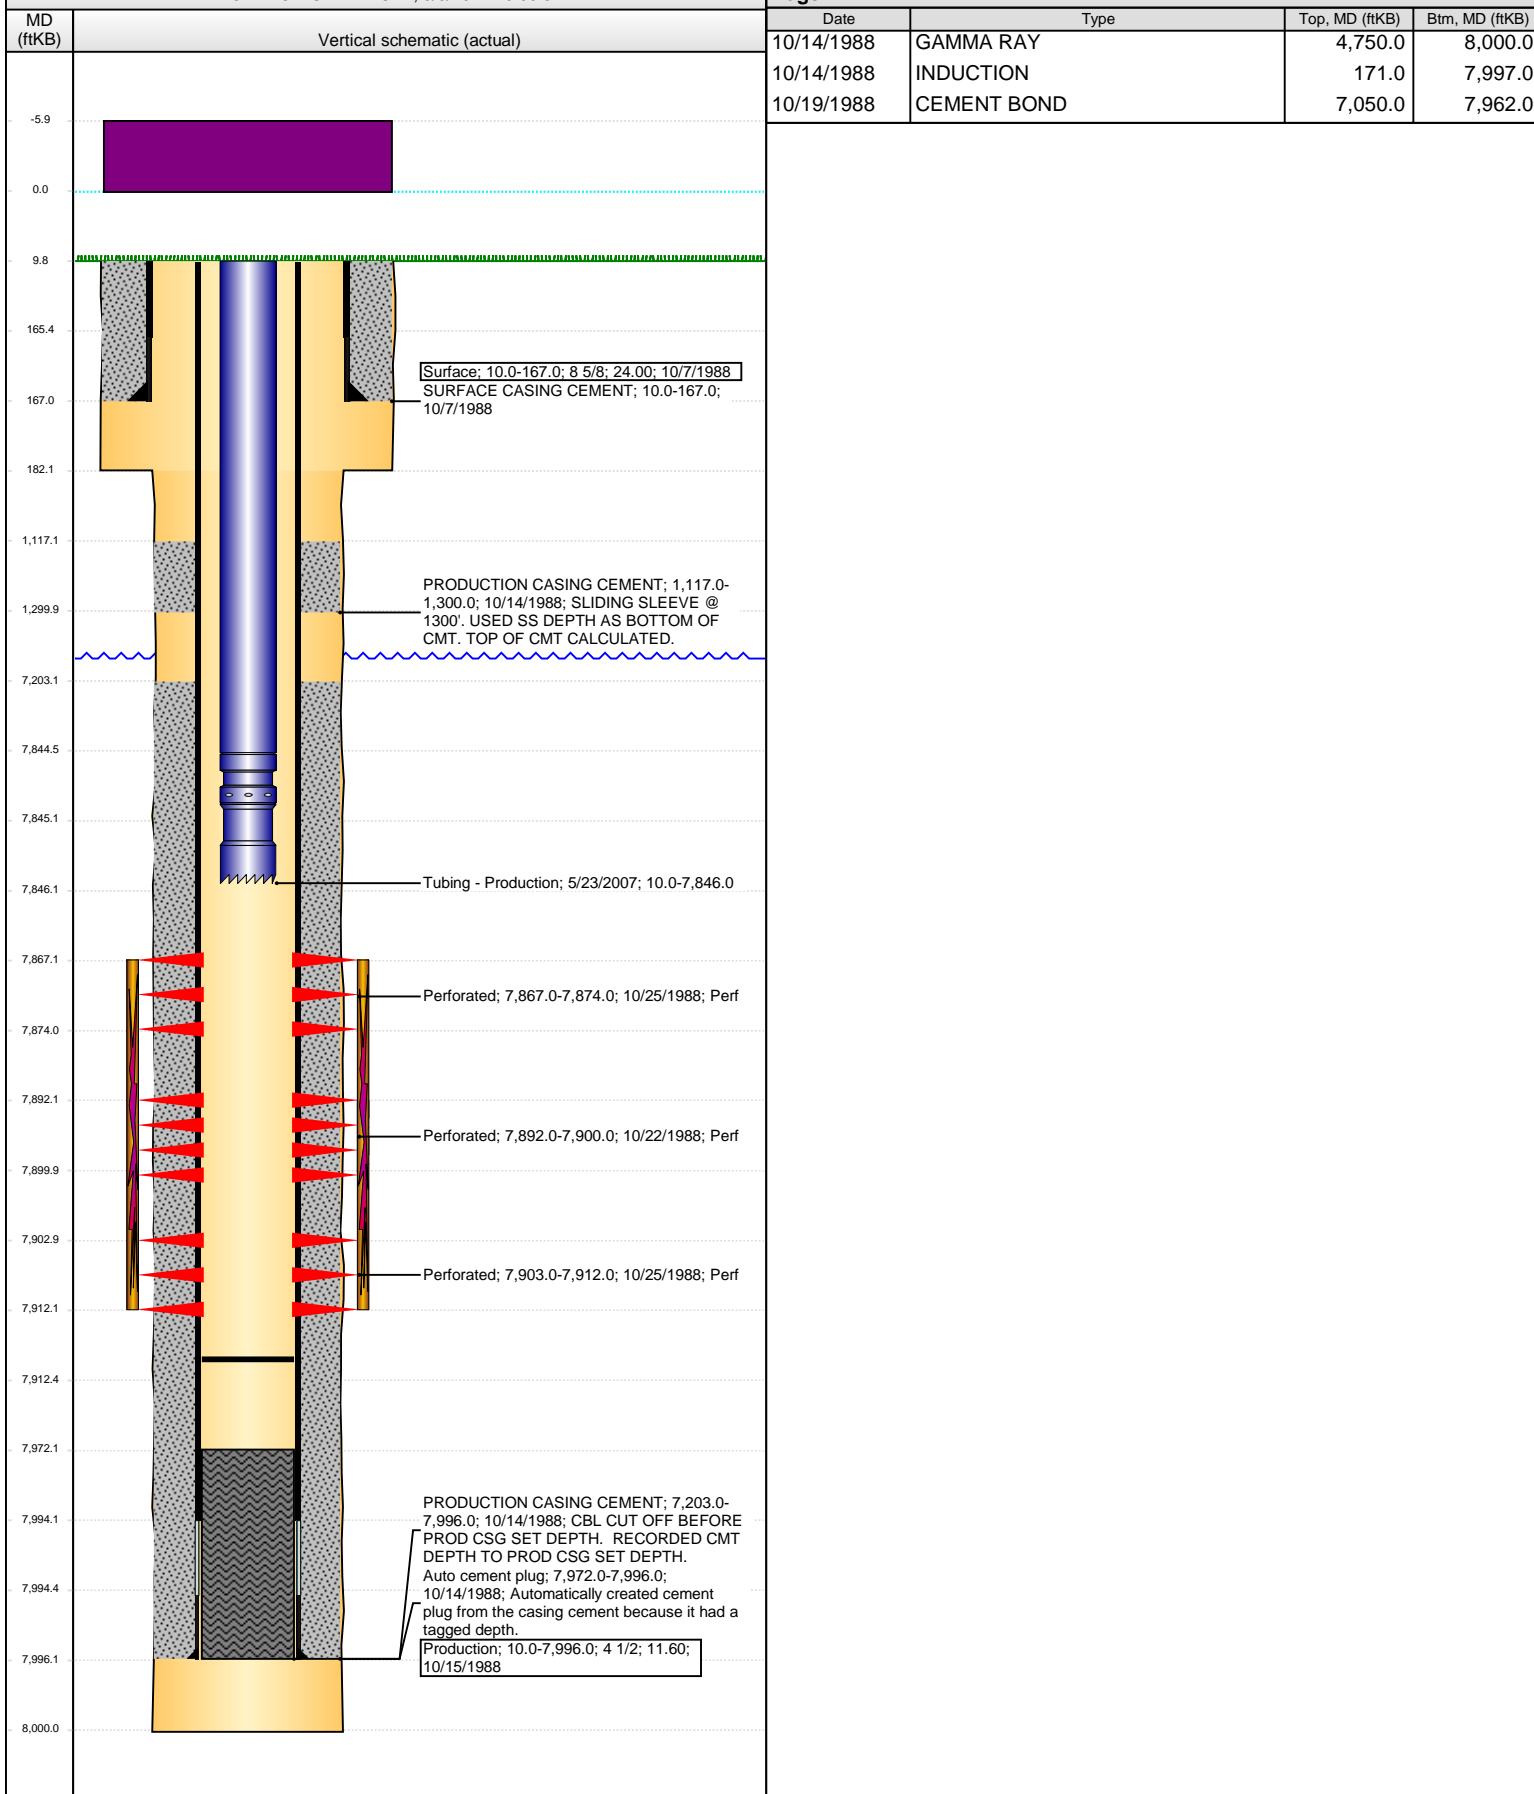 MD
(ftKB)
Vertical schematic (actual)
Date
Type
Top, MD (ftKB)
Btm, MD (ftKB)
10/14/1988
GAMMA RAY
4,750.0
8,000.0
10/14/1988
INDUCTION
171.0
7,997.0
10/19/1988
CEMENT BOND
7,050.0
7,962.0
-5.9
0.0
9.8
165.4
Surface; 10.0-167.0; 8 5/8; 24.00; 10/7/1988
SURFACE CASING CEMENT; 10.0-167.0;
10/7/1988
167.0
182.1
1,117.1
PRODUCTION CASING CEMENT; 1,117.0-
1,300.0; 10/14/1988; SLIDING SLEEVE @
1300'. USED SS DEPTH AS BOTTOM OF
CMT. TOP OF CMT CALCULATED.
1,299.9
7,203.1
7,844.5
7,845.1
Tubing - Production; 5/23/2007; 10.0-7,846.0
7,846.1
7,867.1
Perforated; 7,867.0-7,874.0; 10/25/1988; Perf
7,874.0
7,892.1
Perforated; 7,892.0-7,900.0; 10/22/1988; Perf
7,899.9
7,902.9
Perforated; 7,903.0-7,912.0; 10/25/1988; Perf
7,912.1
7,912.4
7,972.1
PRODUCTION CASING CEMENT; 7,203.0-
7,996.0; 10/14/1988; CBL CUT OFF BEFORE
PROD CSG SET DEPTH.  RECORDED CMT
DEPTH TO PROD CSG SET DEPTH.
7,994.1
Auto cement plug; 7,972.0-7,996.0;
10/14/1988; Automatically created cement
plug from the casing cement because it had a
tagged depth.
7,994.4
Production; 10.0-7,996.0; 4 1/2; 11.60;
10/15/1988
7,996.1
8,000.0